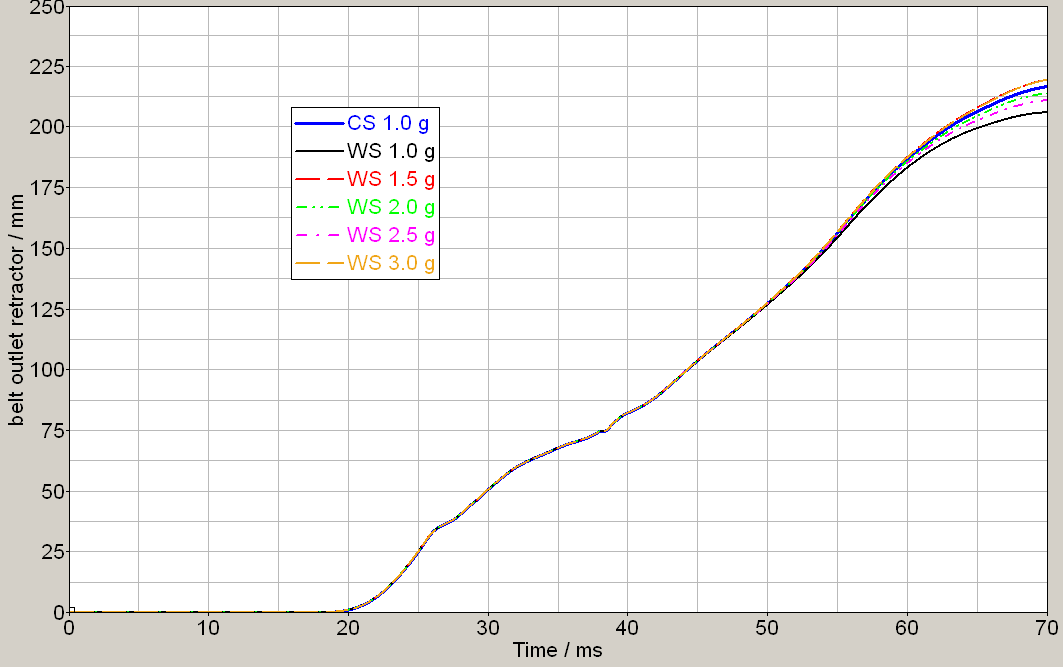 250
225
200
175
150
125
100
75
50
25
0
belt outlet retractor / mm
CS 1.0 g
WS 1.0 g
WS 1.5 g
WS 2.0 g
WS 2.5 g
WS 3.0 g
0 10 20 30 40 50 60 70
Time / ms